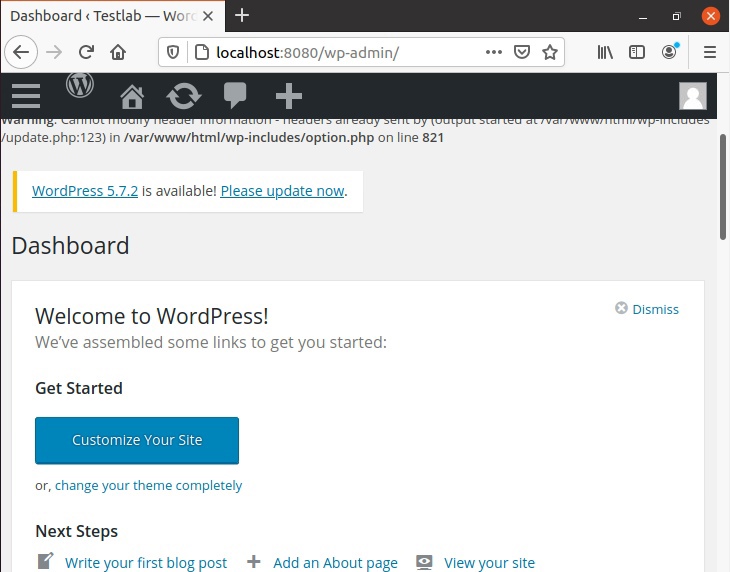 Dashboard ‹ Testlab — Wor
localhost:8080/wp-admin/
Warning: Cannot modify header information - headers already sent by (output started at /var/www/html/wp-includes
/update.php:123) in /var/www/html/wp-includes/option.php on line 821
WordPress 5.7.2 is available! Please update now.
Dashboard
Welcome to WordPress!
Dismiss
We've assembled some links to get you started:
Get Started
Customize Your Site
or, change your theme completely
Next Steps
Write your first blog post
Add an About page
View your site